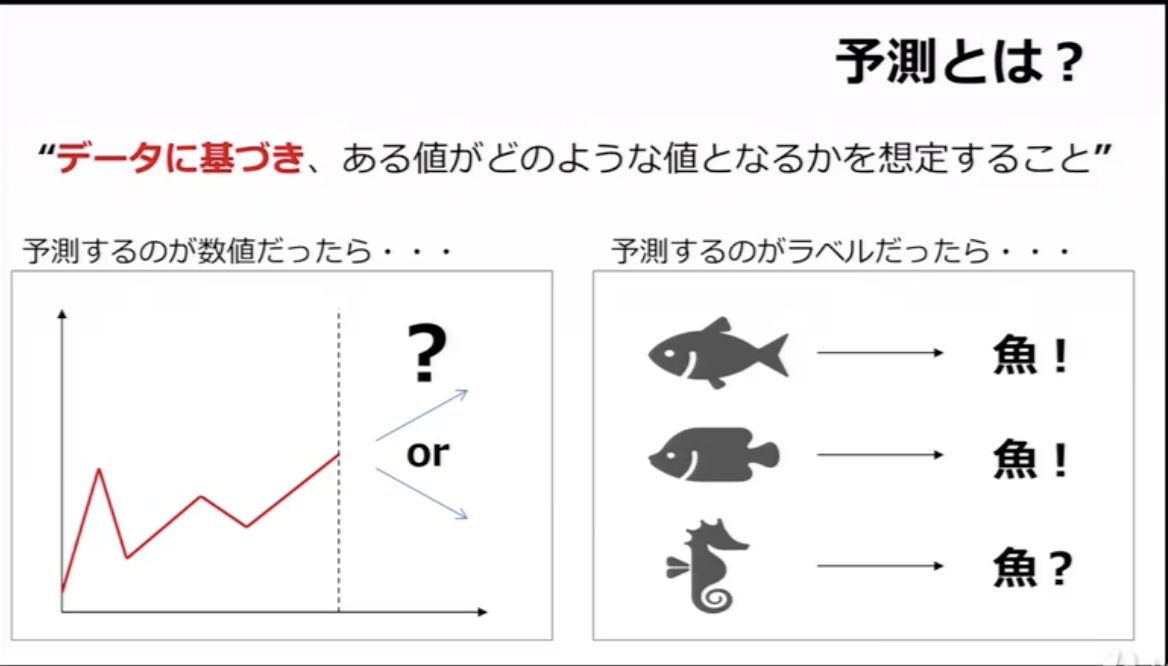 予測とは？
“データに基づき、ある値がどのような値となるかを想定すること”
予測するのが数値だったら・・・
予測するのがラベルだったら・・・
?
or
魚！
魚！
魚？